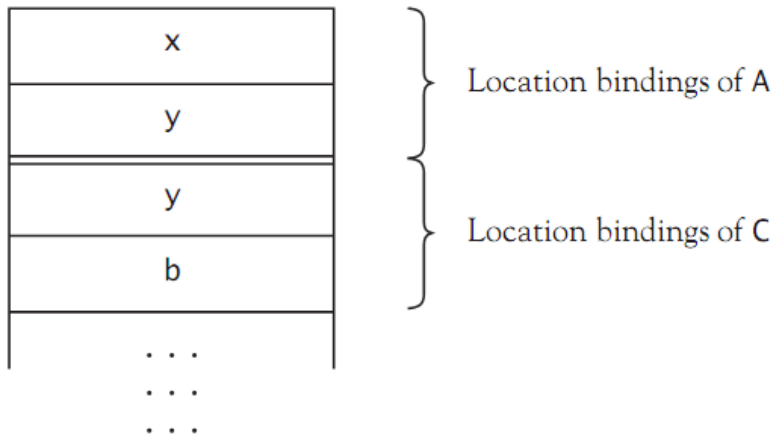 x
Location bindings of A
y
y
Location bindings of C
b
. . .
. . .
. . .